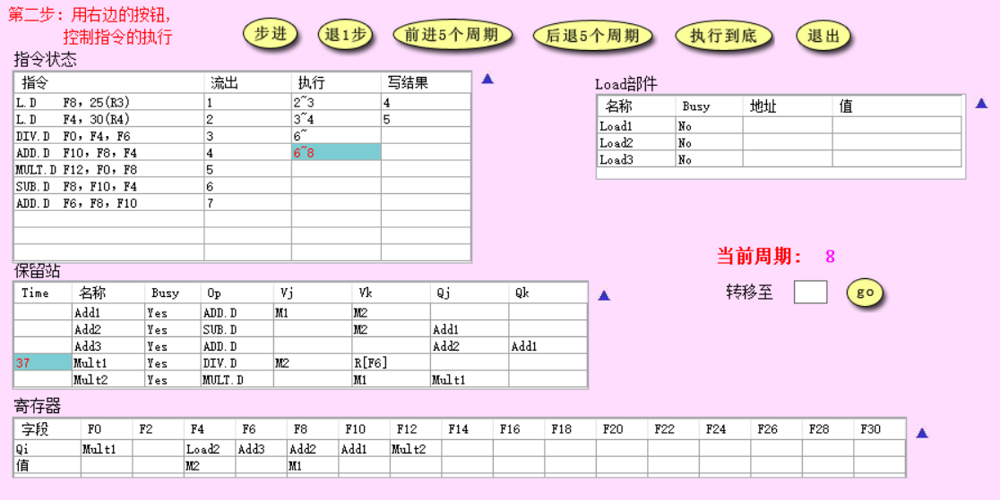 第二步：用右边的按钮，
控制指令的执行
步进 退1步 前进5个周期 后退5个周期 执行到底 退出
指令状态
指令 流出 执行 写结果
L.D F8，25(R3) 1 2~3 4
L.D F4，30(R4) 2 3~4 5
DIV.D F0，F4，F6 3 6~
ADD.D F10，F8，F4 4 6~8
MULT.D F12，F0，F8 5
SUB.D F8，F10，F4 6
ADD.D F6，F8，F10 7
Load部件
名称 Busy 地址 值
Load1 No
Load2 No
Load3 No
当前周期： 8
转移至 go
保留站
Time 名称 Busy Op Vj Vk Qj Qk
Add1 Yes ADD.D M1 M2
Add2 Yes SUB.D M2 Add1
Add3 Yes ADD.D Add2 Add1
37 Mult1 Yes DIV.D M2 R[F6]
Mult2 Yes MULT.D M1 Mult1
寄存器
字段 F0 F2 F4 F6 F8 F10 F12 F14 F16 F18 F20 F22 F24 F26 F28 F30
Qi Mult1 Load2 Add3 Add2 Add1 Mult2
值 M2 M1